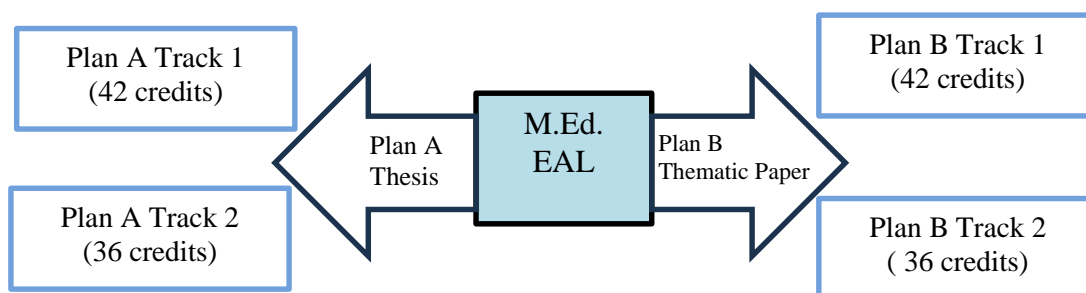 Plan A Track 1
(42 credits)
Plan A Track 2
(36 credits)
Plan A
Thesis
M.Ed.
EAL
Plan B
Thematic Paper
Plan B Track 1
(42 credits)
Plan B Track 2
( 36 credits)